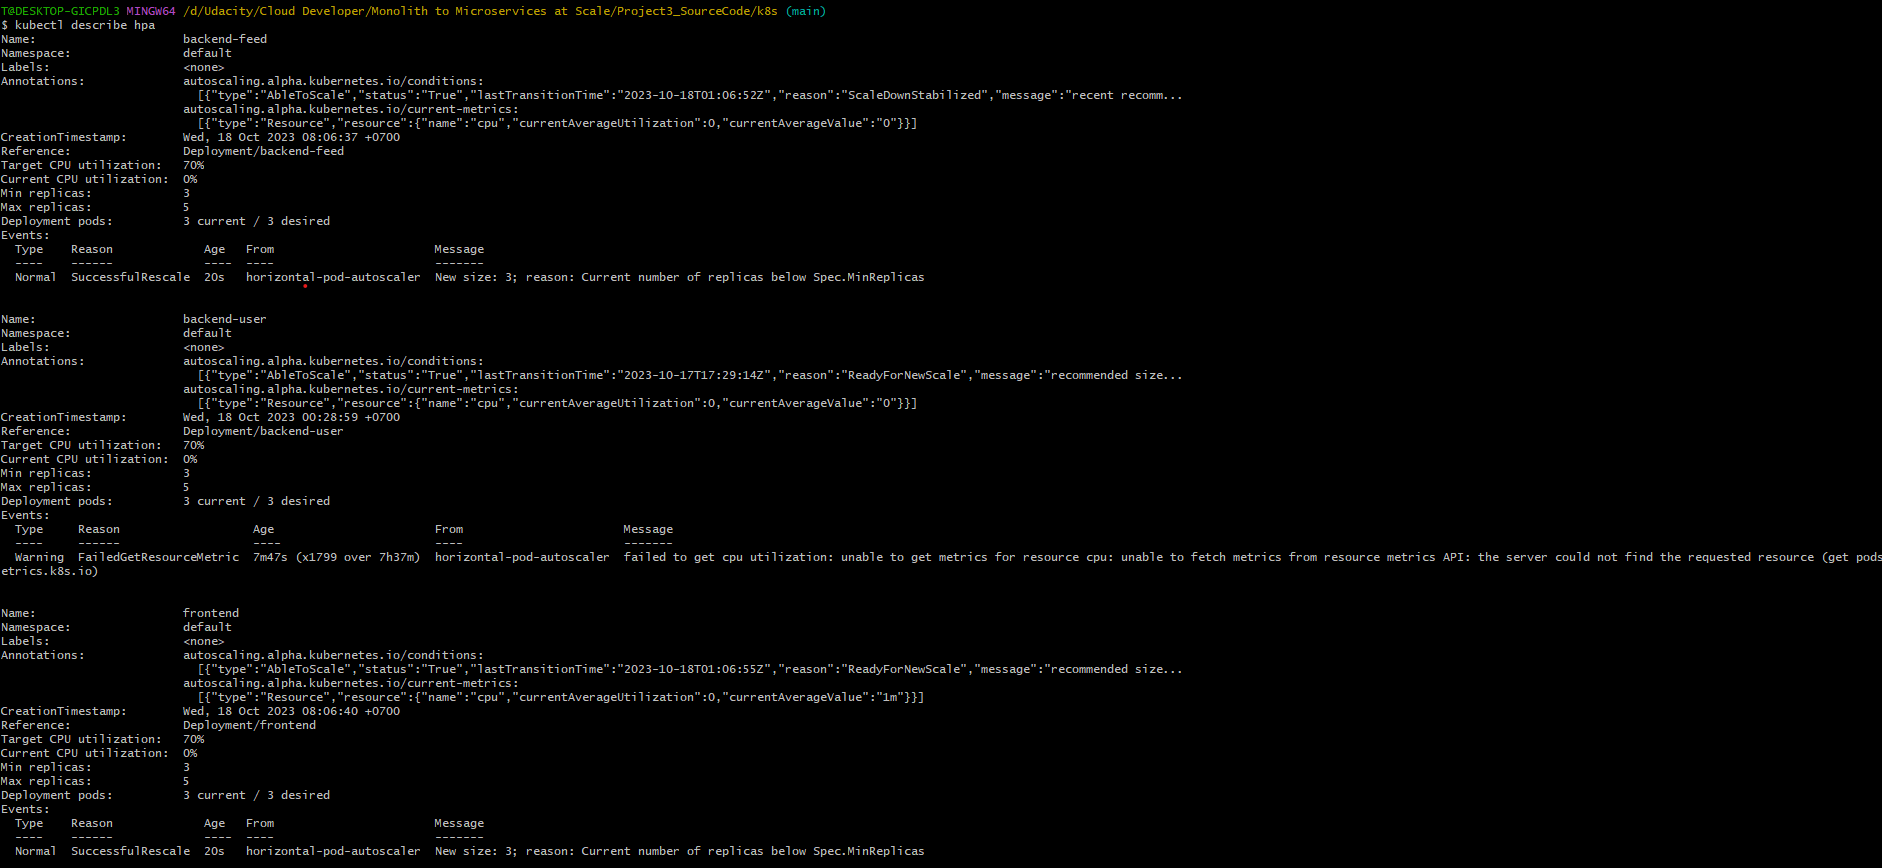 T@DESKTOP-GICPDL3 MINGW64 /d/Udacity/Cloud Developer/Monolith to Microservices at Scale/Project3_SourceCode/k8s (main)
$ kubectl describe hpa
Name:                     backend-feed
Namespace:                default
Labels:                   <none>
Annotations:              autoscaling.alpha.kubernetes.io/conditions:
                            [{"type":"AbleToScale","status":"True","lastTransitionTime":"2023-10-18T01:06:52Z","reason":"ScaleDownStabilized","message":"recent recomm...
                          autoscaling.alpha.kubernetes.io/current-metrics:
                            [{"type":"Resource","resource":{"name":"cpu","currentAverageUtilization":0,"currentAverageValue":"0"}}]
CreationTimestamp:        Wed, 18 Oct 2023 08:06:37 +0700
Reference:                Deployment/backend-feed
Target CPU utilization:   70%
Current CPU utilization:  0%
Min replicas:             3
Max replicas:             5
Deployment pods:          3 current / 3 desired
Events:
  Type    Reason             Age   From                       Message
  ----    ------             ----  ----                       -------
  Normal  SuccessfulRescale  20s   horizontal-pod-autoscaler  New size: 3; reason: Current number of replicas below Spec.MinReplicas
Name:                     backend-user
Namespace:                default
Labels:                   <none>
Annotations:              autoscaling.alpha.kubernetes.io/conditions:
                            [{"type":"AbleToScale","status":"True","lastTransitionTime":"2023-10-17T17:29:14Z","reason":"ReadyForNewScale","message":"recommended size...
                          autoscaling.alpha.kubernetes.io/current-metrics:
                            [{"type":"Resource","resource":{"name":"cpu","currentAverageUtilization":0,"currentAverageValue":"0"}}]
CreationTimestamp:        Wed, 18 Oct 2023 00:28:59 +0700
Reference:                Deployment/backend-user
Target CPU utilization:   70%
Current CPU utilization:  0%
Min replicas:             3
Max replicas:             5
Deployment pods:          3 current / 3 desired
Events:
  Type     Reason                   Age                       From                       Message
  ----     ------                   ----                      ----                       -------
  Warning  FailedGetResourceMetric  7m47s (x1799 over 7h37m)  horizontal-pod-autoscaler  failed to get cpu utilization: unable to get metrics for resource cpu: unable to fetch metrics from resource metrics API: the server could not find the requested resource (get pods
etrics.k8s.io)
Name:                     frontend
Namespace:                default
Labels:                   <none>
Annotations:              autoscaling.alpha.kubernetes.io/conditions:
                            [{"type":"AbleToScale","status":"True","lastTransitionTime":"2023-10-18T01:06:55Z","reason":"ReadyForNewScale","message":"recommended size...
                          autoscaling.alpha.kubernetes.io/current-metrics:
                            [{"type":"Resource","resource":{"name":"cpu","currentAverageUtilization":0,"currentAverageValue":"1m"}}]
CreationTimestamp:        Wed, 18 Oct 2023 08:06:40 +0700
Reference:                Deployment/frontend
Target CPU utilization:   70%
Current CPU utilization:  0%
Min replicas:             3
Max replicas:             5
Deployment pods:          3 current / 3 desired
Events:
  Type    Reason             Age   From                       Message
  ----    ------             ----  ----                       -------
  Normal  SuccessfulRescale  20s   horizontal-pod-autoscaler  New size: 3; reason: Current number of replicas below Spec.MinReplicas